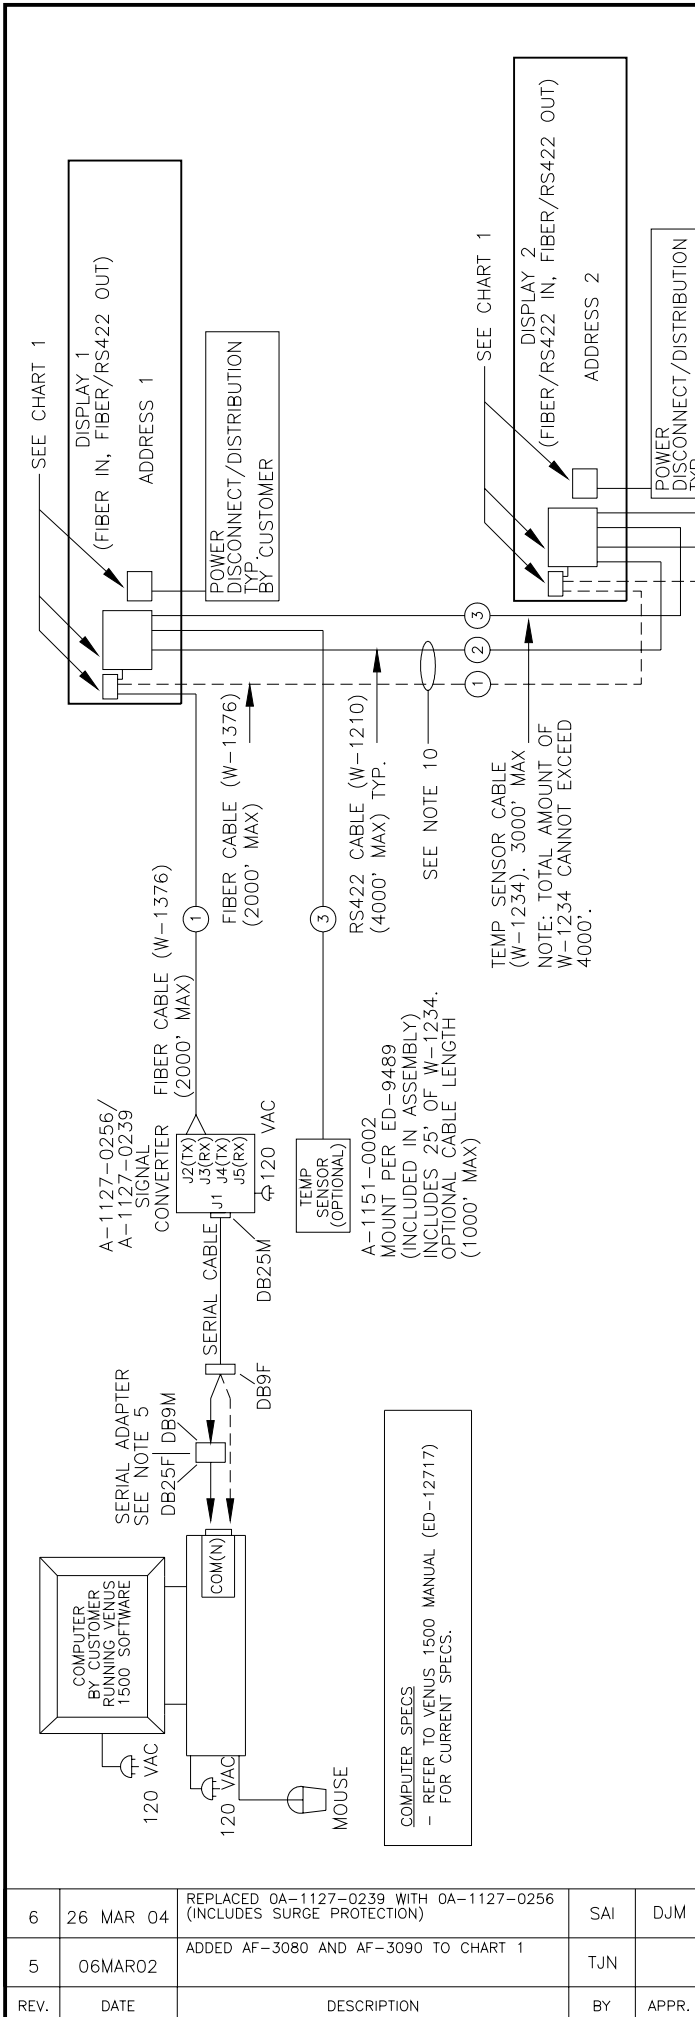 COMPUTER
BY CUSTOMER
RUNNING VENUS
1500 SOFTWARE
120 VAC
120 VAC
MOUSE
COM(N)
SERIAL ADAPTER
SEE NOTE 5
DB25F
DB9M
DB9F
SERIAL CABLE
DB25M
A-1127-0256/
A-1127-0239
SIGNAL
CONVERTER
J2(TX)
J3(RX)
J4(TX)
J5(RX)
J1
120 VAC
FIBER CABLE (W-1376)
(2000' MAX)
1
TEMP
SENSOR
(OPTIONAL)
A-1151-0002
MOUNT PER ED-9489
(INCLUDED IN ASSEMBLY)
INCLUDES 25' OF W-1234.
OPTIONAL CABLE LENGTH
(1000' MAX)
3
FIBER CABLE (W-1376)
(2000' MAX)
RS422 CABLE (W-1210)
(4000' MAX) TYP.
SEE NOTE 10
TEMP SENSOR CABLE
(W-1234). 3000' MAX
NOTE: TOTAL AMOUNT OF
W-1234 CANNOT EXCEED
4000'.
3
2
1
SEE CHART 1
DISPLAY 1
(FIBER IN, FIBER/RS422 OUT)
ADDRESS 1
POWER
DISCONNECT/DISTRIBUTION
TYP.
BY CUSTOMER
SEE CHART 1
DISPLAY 2
(FIBER/RS422 IN, FIBER/RS422 OUT)
ADDRESS 2
POWER
DISCONNECT/DISTRIBUTION
TYP.
COMPUTER SPECS
- REFER TO VENUS 1500 MANUAL (ED-12717)
FOR CURRENT SPECS.
6 26 MAR 04 REPLACED 0A-1127-0239 WITH 0A-1127-0256 SAI DJM
(INCLUDES SURGE PROTECTION)
5 06MAR02 ADDED AF-3080 AND AF-3090 TO CHART 1 TJN
REV. DATE DESCRIPTION BY APPR.